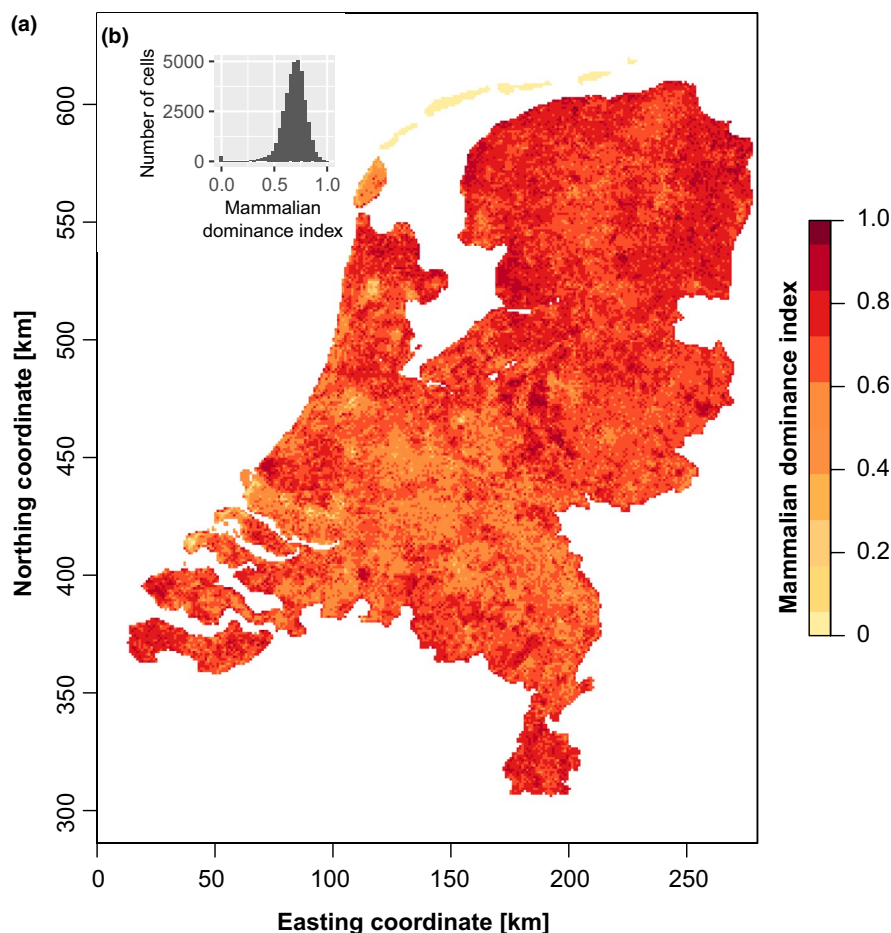 (a)
(b)
5000
2500
0
Number of cells
0.0 0.5 1.0
Mammalian
dominance index
600
550
500
450
400
350
300
Northing coordinate [km]
0 50 100 150 200 250
Easting coordinate [km]
1.0
0.8
0.6
0.4
0.2
0
Mammalian dominance index